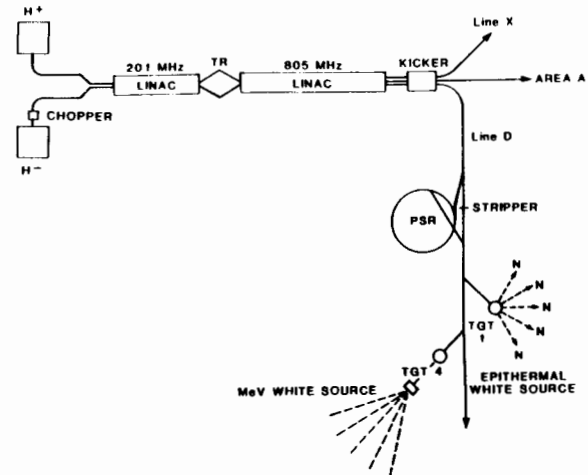 H+
Line X
201 MHz
TR
805 MHz
KICKER
LINAC
LINAC
AREA A
CHOPPER
H−
Line D
PSR
STRIPPER
N
N
N
N
N
TGT 1
TGT 4
MeV WHITE SOURCE
EPITHERMAL
WHITE SOURCE